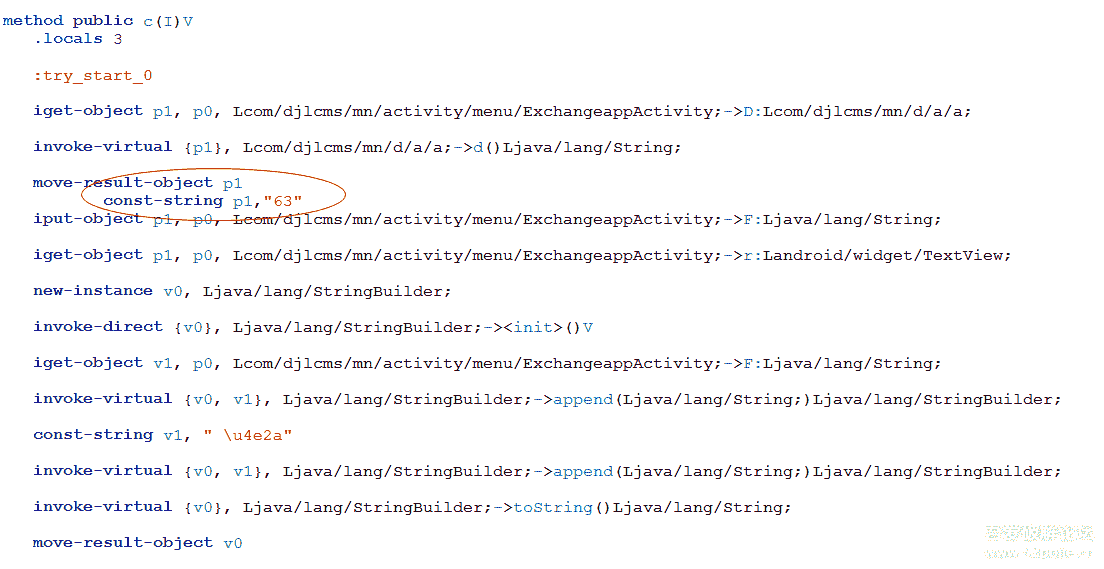 method public c(I)V
.locals 3
:try_start_0
iget-object p1, p0, Lcom/djlcms/mn/activity/menu/ExchangeappActivity;->D:Lcom/djlcms/mn/d/a/a;
invoke-virtual {p1}, Lcom/djlcms/mn/d/a/a;->d()Ljava/lang/String;
move-result-object p1
const-string p1,"63"
iput-object p1, p0, Lcom/djlcms/mn/activity/menu/ExchangeappActivity;->F:Ljava/lang/String;
iget-object p1, p0, Lcom/djlcms/mn/activity/menu/ExchangeappActivity;->r:Landroid/widget/TextView;
new-instance v0, Ljava/lang/StringBuilder;
invoke-direct {v0}, Ljava/lang/StringBuilder;-><init>()V
iget-object v1, p0, Lcom/djlcms/mn/activity/menu/ExchangeappActivity;->F:Ljava/lang/String;
invoke-virtual {v0, v1}, Ljava/lang/StringBuilder;->append(Ljava/lang/String;)Ljava/lang/StringBuilder;
const-string v1, " \u4e2a"
invoke-virtual {v0, v1}, Ljava/lang/StringBuilder;->append(Ljava/lang/String;)Ljava/lang/StringBuilder;
invoke-virtual {v0}, Ljava/lang/StringBuilder;->toString()Ljava/lang/String;
move-result-object v0